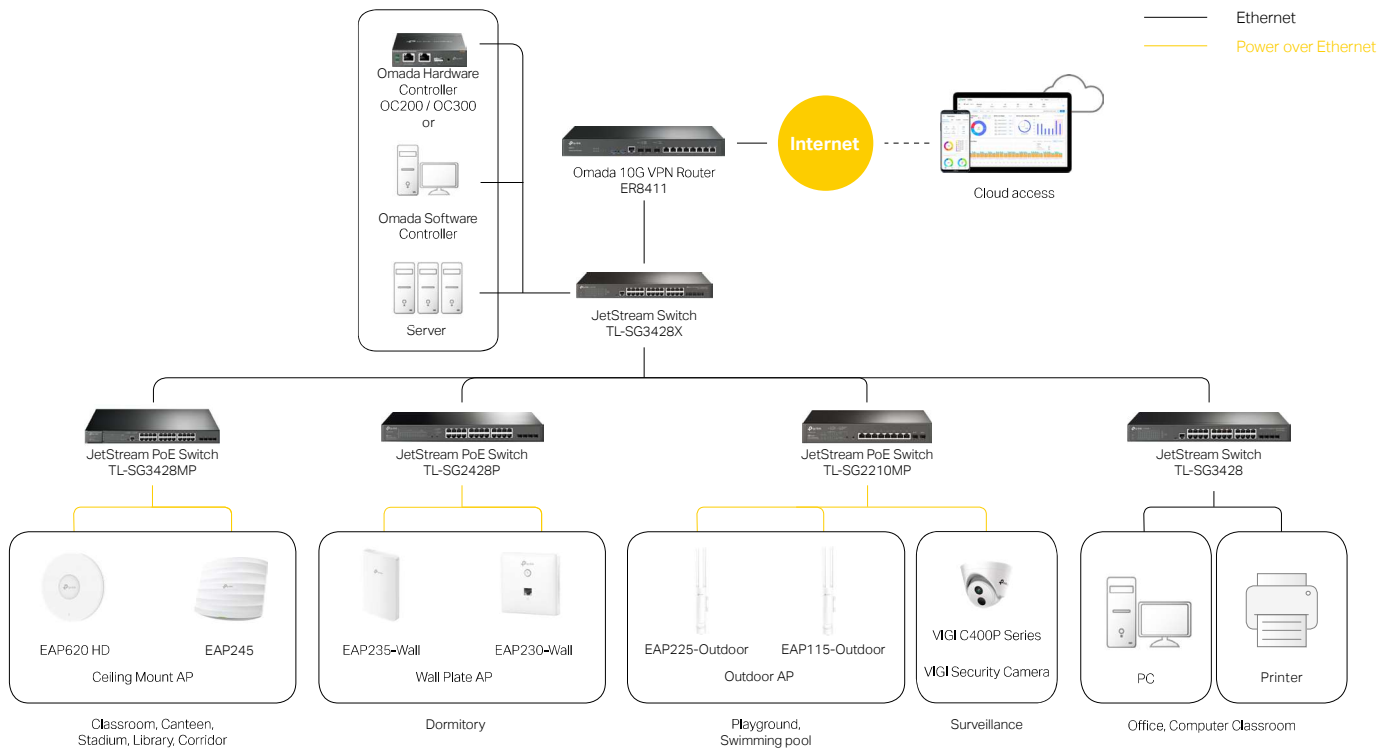 Ethernet
Power over Ethernet
Omada Hardware
Controller
OC200 / OC300
or
Omada Software
Controller
Server
Omada 10G VPN Router
ER8411
Internet
Cloud access
JetStream Switch
TL-SG3428X
JetStream PoE Switch
TL-SG3428MP
JetStream PoE Switch
TL-SG2428P
JetStream PoE Switch
TL-SG2210MP
JetStream Switch
TL-SG3428
EAP620 HD
EAP245
Ceiling Mount AP
EAP235-Wall
EAP230-Wall
Wall Plate AP
EAP225-Outdoor
EAP115-Outdoor
Outdoor AP
VIGI C400P Series
VIGI Security Camera
PC
Printer
Classroom, Canteen,
Stadium, Library, Corridor
Dormitory
Playground,
Swimming pool
Surveillance
Office, Computer Classroom